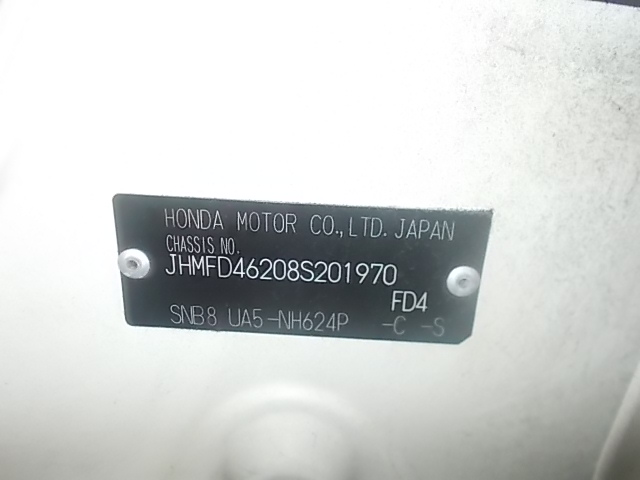 HONDA MOTOR CO.,LTD. JAPAN
CHASSIS NO.
JHMFD46208S201970
FD4
SNB8 UA5-NH624P -C -S